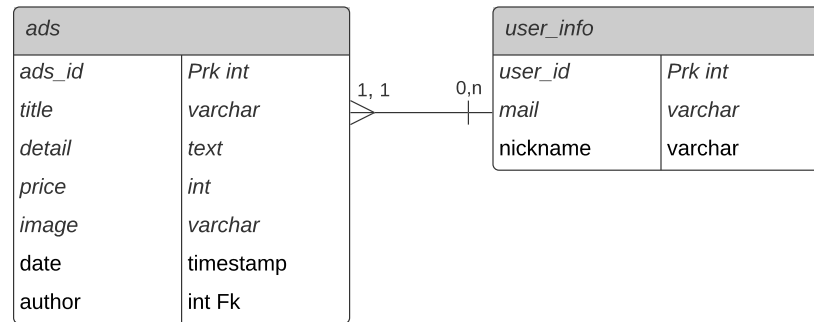 ads
ads_id Prk int
title varchar
detail text
price int
image varchar
date timestamp
author int Fk
1, 1 0,n
user_info
user_id Prk int
mail varchar
nickname varchar